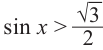 sin x > √3/2